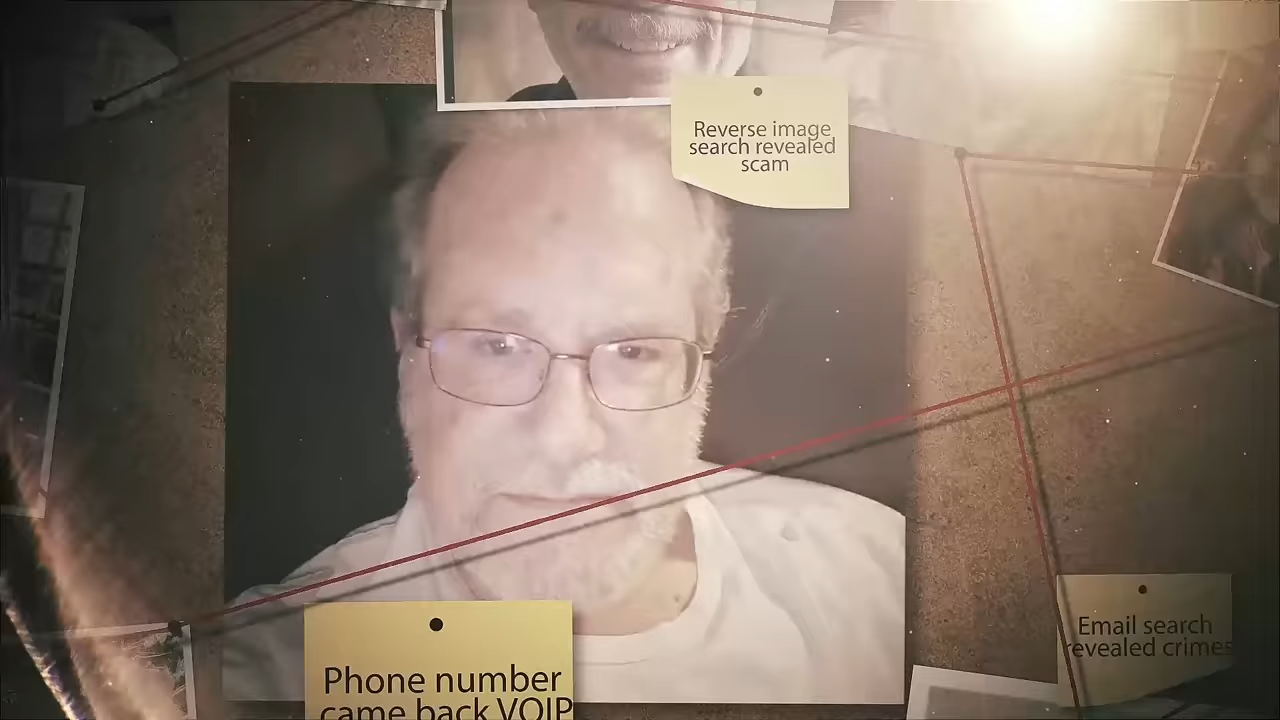 Reverse image
search revealed
scam
Email search
revealed crimes
Phone number
came back VOIP